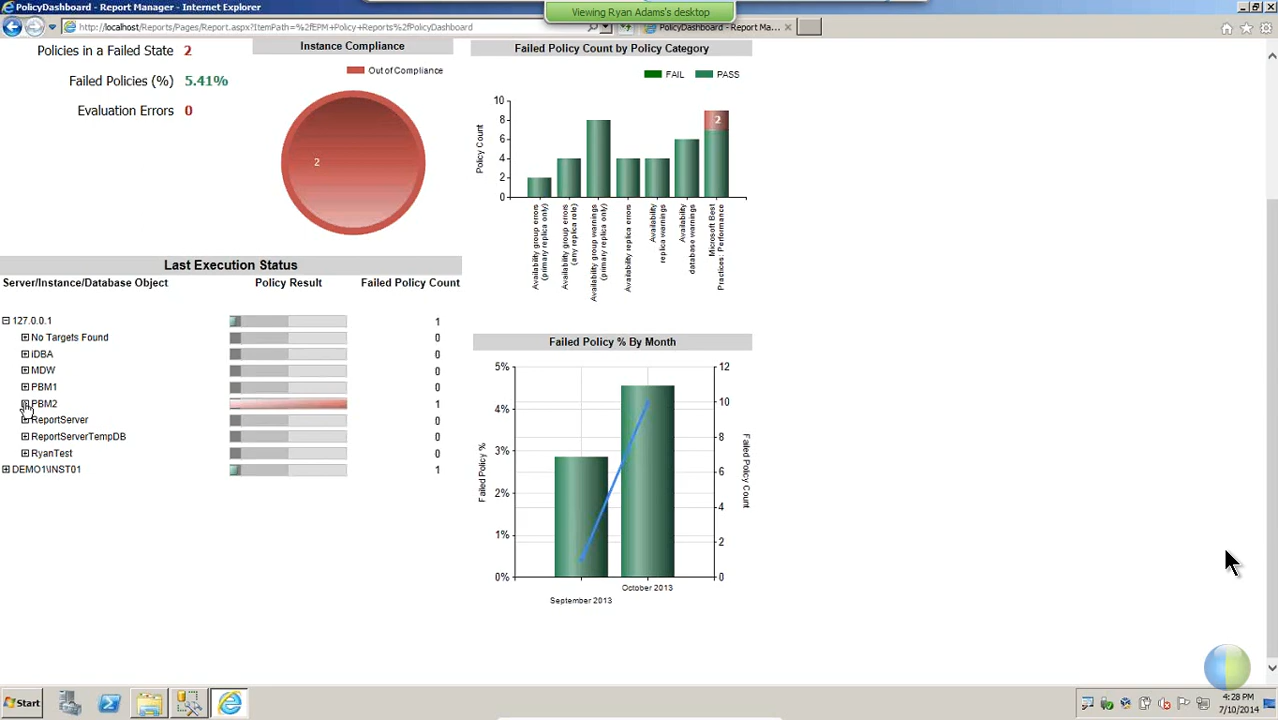 PolicyDashboard - Report Manager - Internet Explorer
Viewing Ryan Adams's desktop
http://localhost/Reports/Pages/Report.aspx?ItemPath=%2fEPM+Policy+Reports%2fPolicyDashboard
PolicyDashboard - Report Ma...
Policies in a Failed State 2
Failed Policies (%) 5.41%
Evaluation Errors 0
Instance Compliance
Out of Compliance
2
Failed Policy Count by Policy Category
FAIL PASS
Policy Count
10
8
6
4
2
0
2
Availability group errors
(primary replica only)
Availability group errors
(any replica role)
Availability group warnings
(primary replica only)
Availability replica errors
Availability
replica warnings
Availability
database warnings
Microsoft Best
Practices: Performance
Last Execution Status
Server/Instance/Database Object Policy Result Failed Policy Count
127.0.0.1 1
No Targets Found 0
iDBA 0
MDW 0
PBM1 0
PBM2 1
ReportServer 0
ReportServerTempDB 0
RyanTest 0
DEMO1\INST01 1
Failed Policy % By Month
Failed Policy %
5%
4%
3%
2%
1%
0%
12
10
8
6
4
2
0
Failed Policy Count
September 2013
October 2013
Start
4:28 PM
7/10/2014